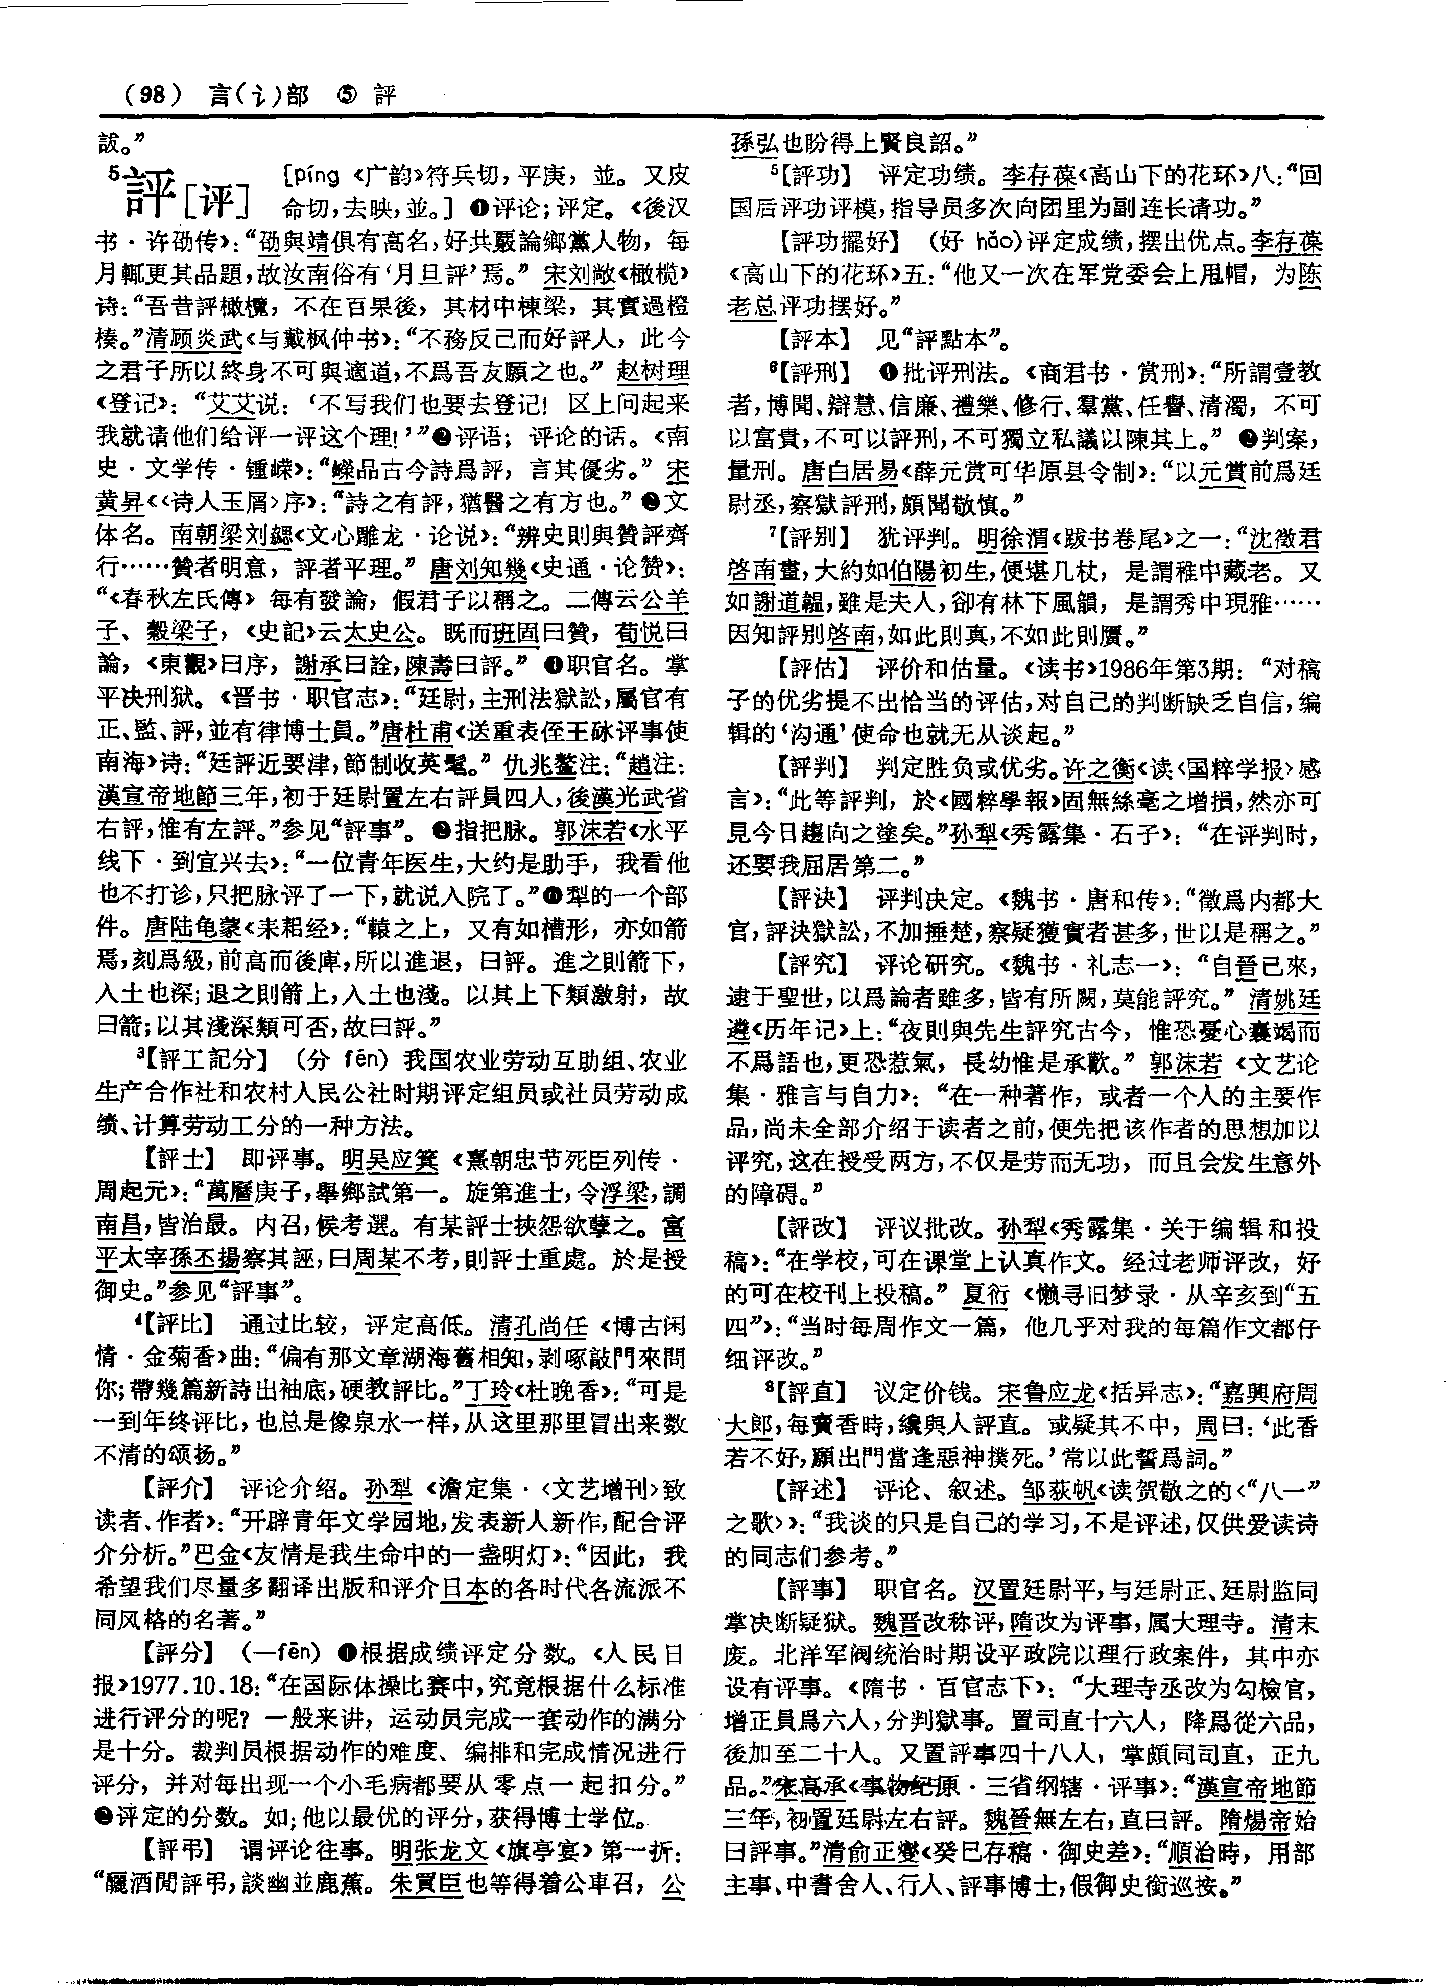 (98) 言(讠)部 ⑤ 評
詙。”
⁵評[评] [píng 《广韵》符兵切，平庚，並。又皮
命切，去映，並。] ❶评论；评定。《後汉
书·许劭传》：“劭與靖俱有高名，好共覈論鄉黨人物，每
月輒更其品題，故汝南俗有‘月旦評’焉。” 宋刘敞《橄榄》
诗：“吾昔評橄欖，不在百果後，其材中棟梁，其實過橙
楱。”清顾炎武《与戴枫仲书》：“不務反己而好評人，此今
之君子所以終身不可與適道，不爲吾友願之也。” 赵树理
《登记》：“艾艾说：‘不写我们也要去登记！区上问起来
我就请他们给评一评这个理！’”❷评语；评论的话。《南
史·文学传·锺嵘》：“嶸品古今詩爲評，言其優劣。” 宋
黄昇《〈诗人玉屑〉序》：“詩之有評，猶醫之有方也。” ❸文
体名。南朝梁刘勰《文心雕龙·论说》：“辨史則與贊評齊
行……贊者明意，評者平理。” 唐刘知幾《史通·论赞》：
“《春秋左氏傳》每有發論，假君子以稱之。二傳云公羊
子、穀梁子，《史記》云太史公。既而班固曰贊，荀悦曰
論，《東觀》曰序，謝承曰詮，陳壽曰評。” ❹职官名。掌
平决刑狱。《晋书·职官志》：“廷尉，主刑法獄訟，屬官有
正、監、評，並有律博士員。”唐杜甫《送重表侄王砅评事使
南海》诗：“廷評近要津，節制收英髦。” 仇兆鳌注：“趙注：
漢宣帝地節三年，初于廷尉置左右評員四人，後漢光武省
右評，惟有左評。”参见“評事”。❺指把脉。郭沫若《水平
线下·到宜兴去》：“一位青年医生，大约是助手，我看他
也不打诊，只把脉评了一下，就说入院了。”❻犁的一个部
件。唐陆龟蒙《耒耜经》：“轅之上，又有如槽形，亦如箭
焉，刻爲級，前高而後庳，所以進退，曰評。進之則箭下，
入土也深；退之則箭上，入土也淺。以其上下類激射，故
曰箭；以其淺深類可否，故曰評。”
³【評工記分】（分 fēn）我国农业劳动互助组、农业
生产合作社和农村人民公社时期评定组员或社员劳动成
绩、计算劳动工分的一种方法。
【評士】 即评事。明吴应箕《熹朝忠节死臣列传·
周起元》：“萬曆庚子，舉鄉試第一。旋第進士，令浮梁，調
南昌，皆治最。内召，候考選。有某評士挾怨欲孽之。富
平太宰孫丕揚察其誣，曰周某不考，則評士重處。於是授
御史。”参见“評事”。
⁴【評比】 通过比较，评定高低。清孔尚任《博古闲
情·金菊香》曲：“偏有那文章湖海舊相知，剥啄敲門來問
你；帶幾篇新詩出袖底，硬教評比。”丁玲《杜晚香》：“可是
一到年终评比，也总是像泉水一样，从这里那里冒出来数
不清的颂扬。”
【評介】 评论介绍。孙犁《澹定集·〈文艺增刊〉致
读者、作者》：“开辟青年文学园地，发表新人新作，配合评
介分析。”巴金《友情是我生命中的一盏明灯》：“因此，我
希望我们尽量多翻译出版和评介日本的各时代各流派不
同风格的名著。”
【評分】（—fēn）❶根据成绩评定分数。《人民日
报》1977.10.18：“在国际体操比赛中，究竟根据什么标准
进行评分的呢？一般来讲，运动员完成一套动作的满分
是十分。裁判员根据动作的难度、编排和完成情况进行
评分，并对每出现一个小毛病都要从零点一起扣分。”
❷评定的分数。如：他以最优的评分，获得博士学位。
【評弔】 谓评论往事。明张龙文《旗亭宴》第一折：
“釃酒閒評弔，談幽並鹿蕉。朱買臣也等得着公車召，公
孫弘也盼得上賢良詔。”
⁵【評功】 评定功绩。李存葆《高山下的花环》八：“回
国后评功评模，指导员多次向团里为副连长请功。”
【評功擺好】（好 hǎo）评定成绩，摆出优点。李存葆
《高山下的花环》五：“他又一次在军党委会上甩帽，为陈
老总评功摆好。”
【評本】 见“評點本”。
⁶【評刑】 ❶批评刑法。《商君书·赏刑》：“所謂壹教
者，博聞、辯慧、信廉、禮樂、修行、羣黨、任譽、清濁，不可
以富貴，不可以評刑，不可獨立私議以陳其上。” ❷判案，
量刑。唐白居易《薛元赏可华原县令制》：“以元賞前爲廷
尉丞，察獄評刑，頗聞敬慎。”
⁷【評别】 犹评判。明徐渭《跋书卷尾》之一：“沈徵君
啓南畫，大約如伯陽初生，便堪几杖，是謂稚中藏老。又
如謝道韞，雖是夫人，卻有林下風韻，是謂秀中現雅……
因知評别啓南，如此則真，不如此則贋。”
【評估】 评价和估量。《读书》1986年第3期：“对稿
子的优劣提不出恰当的评估，对自己的判断缺乏自信，编
辑的‘沟通’使命也就无从谈起。”
【評判】 判定胜负或优劣。许之衡《读〈国粹学报〉感
言》：“此等評判，於《國粹學報》固無絲毫之增損，然亦可
見今日趨向之塗矣。”孙犁《秀露集·石子》：“在评判时，
还要我屈居第二。”
【評決】 评判决定。《魏书·唐和传》：“徵爲内都大
官，評決獄訟，不加捶楚，察疑獲實者甚多，世以是稱之。”
【評究】 评论研究。《魏书·礼志一》：“自晉已來，
逮于聖世，以爲論者雖多，皆有所闕，莫能評究。” 清姚廷
遴《历年记》上：“夜則與先生評究古今，惟恐憂心囊竭而
不爲語也，更恐惹氣，長幼惟是承歡。” 郭沫若《文艺论
集·雅言与自力》：“在一种著作，或者一个人的主要作
品，尚未全部介绍于读者之前，便先把该作者的思想加以
评究，这在授受两方，不仅是劳而无功，而且会发生意外
的障碍。”
【評改】 评议批改。孙犁《秀露集·关于编辑和投
稿》：“在学校，可在课堂上认真作文。经过老师评改，好
的可在校刊上投稿。” 夏衍《懒寻旧梦录·从辛亥到“五
四”》：“当时每周作文一篇，他几乎对我的每篇作文都仔
细评改。”
⁸【評直】 议定价钱。宋鲁应龙《括异志》：“嘉興府周
大郎，每賣香時，纔與人評直。或疑其不中，周曰：‘此香
若不好，願出門當逢惡神撲死。’常以此誓爲詞。”
【評述】 评论、叙述。邹荻帆《读贺敬之的〈“八一”
之歌〉》：“我谈的只是自己的学习，不是评述，仅供爱读诗
的同志们参考。”
【評事】 职官名。汉置廷尉平，与廷尉正、廷尉监同
掌决断疑狱。魏晋改称评，隋改为评事，属大理寺。清末
废。北洋军阀统治时期设平政院以理行政案件，其中亦
设有评事。《隋书·百官志下》：“大理寺丞改为勾檢官，
增正員爲六人，分判獄事。置司直十六人，降爲從六品，
後加至二十人。又置評事四十八人，掌頗同司直，正九
品。”宋高承《事物纪原·三省纲辖·评事》：“漢宣帝地節
三年，初置廷尉左右評。魏晉無左右，直曰評。隋煬帝始
曰評事。”清俞正燮《癸巳存稿·御史差》：“順治時，用部
主事、中書舍人、行人、評事博士，假御史銜巡按。”